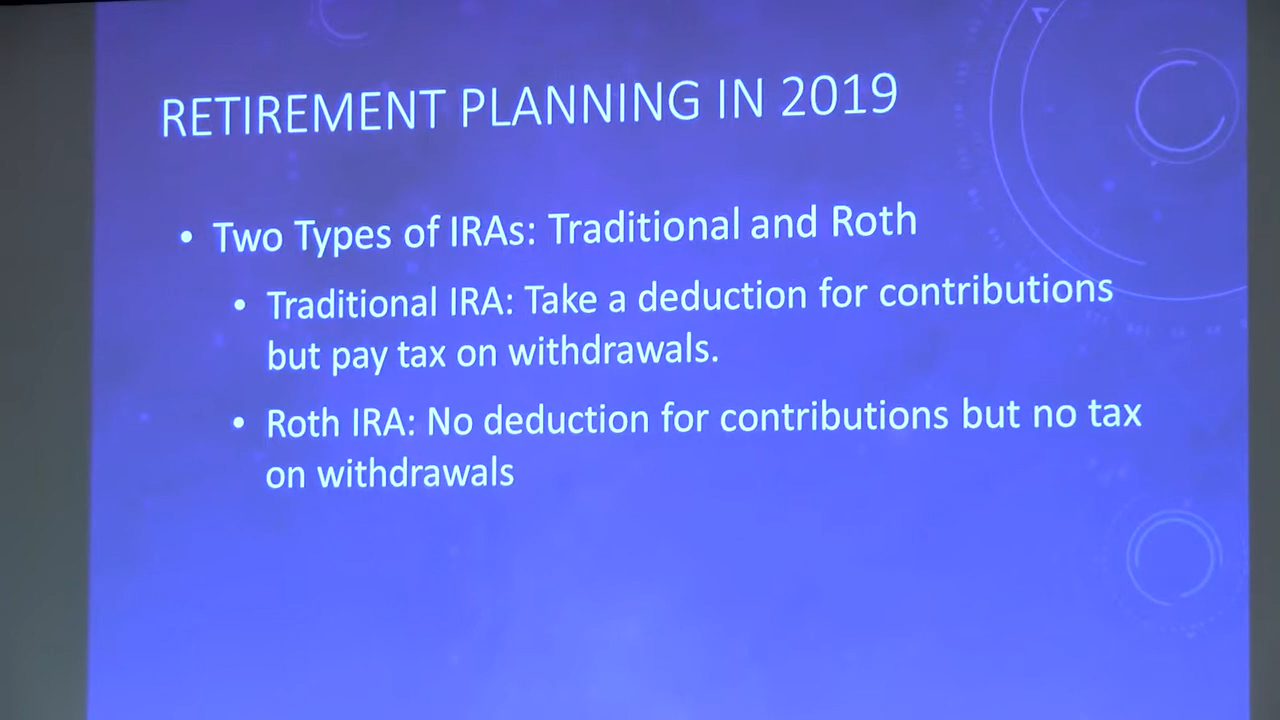 RETIREMENT PLANNING IN 2019
• Two Types of IRAs: Traditional and Roth
• Traditional IRA: Take a deduction for contributions
but pay tax on withdrawals.
• Roth IRA: No deduction for contributions but no tax
on withdrawals